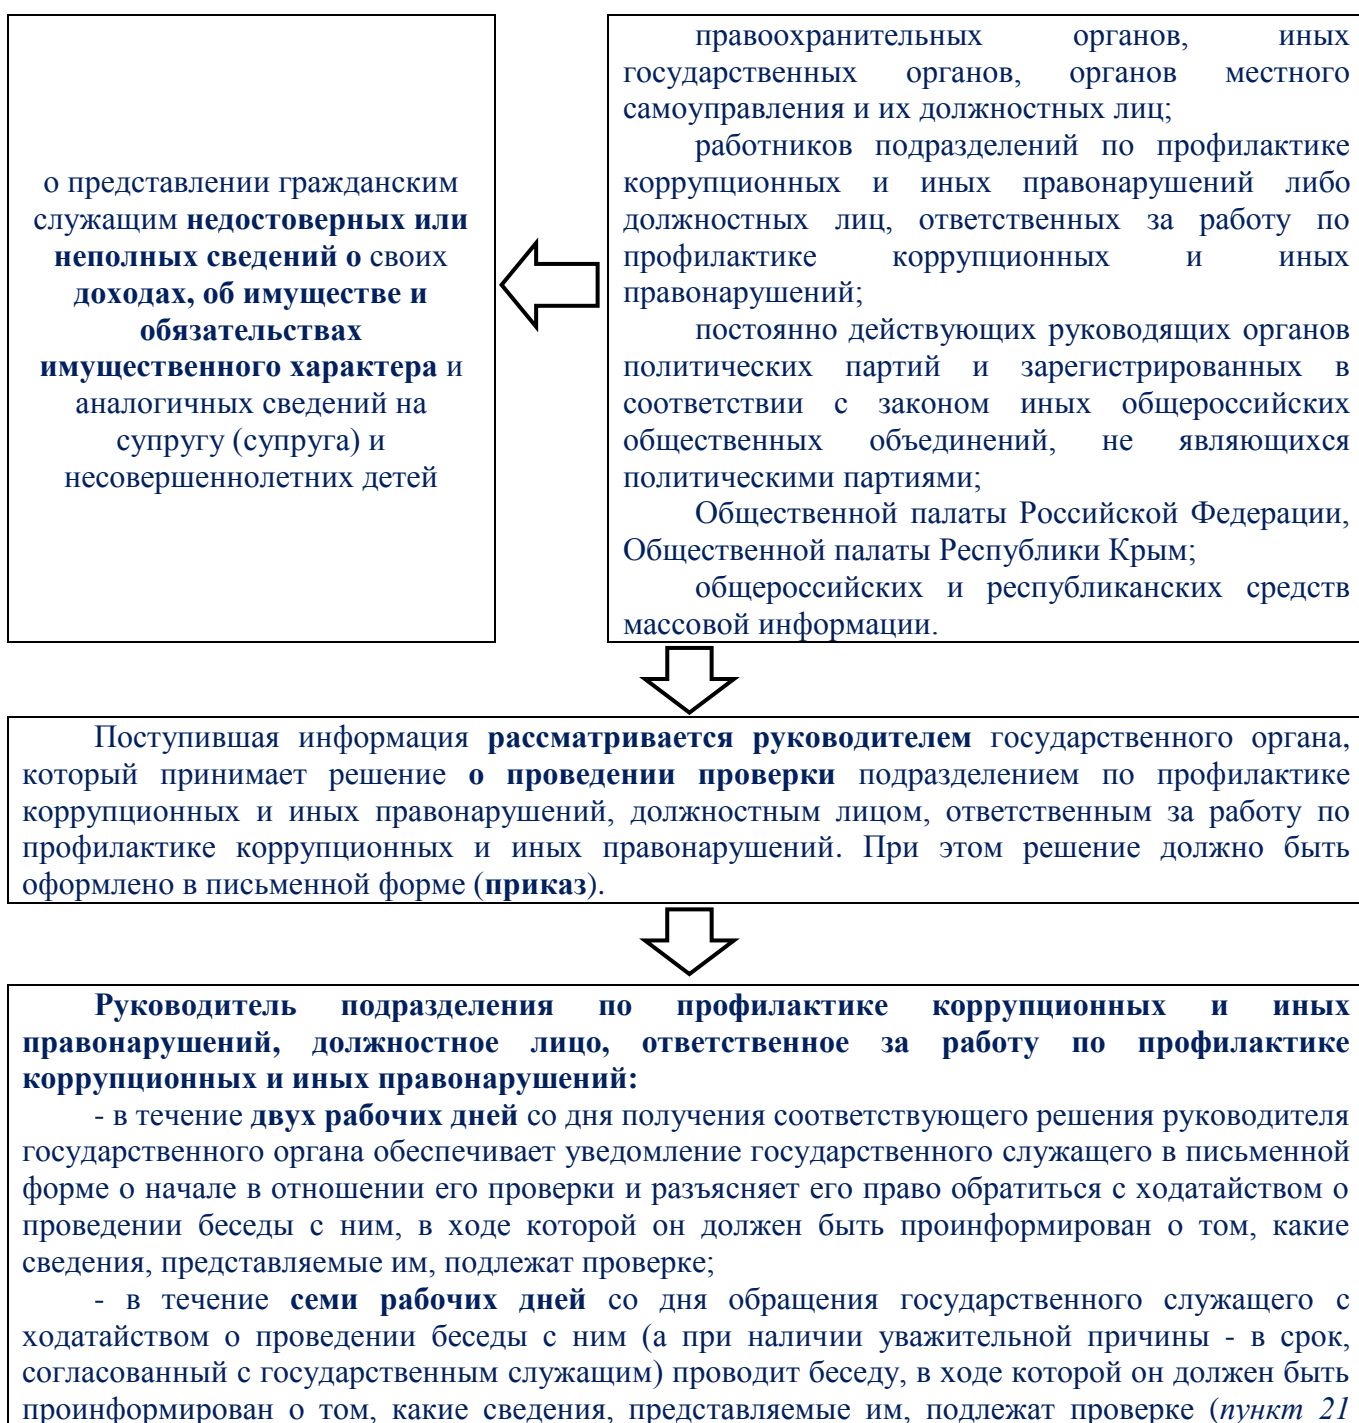 о представлении гражданским
служащим недостоверных или
неполных сведений о своих
доходах, об имуществе и
обязательствах
имущественного характера и
аналогичных сведений на
супругу (супруга) и
несовершеннолетних детей
правоохранительных органов, иных
государственных органов, органов местного
самоуправления и их должностных лиц;
работников подразделений по профилактике
коррупционных и иных правонарушений либо
должностных лиц, ответственных за работу по
профилактике коррупционных и иных
правонарушений;
постоянно действующих руководящих органов
политических партий и зарегистрированных в
соответствии с законом иных общероссийских
общественных объединений, не являющихся
политическими партиями;
Общественной палаты Российской Федерации,
Общественной палаты Республики Крым;
общероссийских и республиканских средств
массовой информации.
Поступившая информация рассматривается руководителем государственного органа,
который принимает решение о проведении проверки подразделением по профилактике
коррупционных и иных правонарушений, должностным лицом, ответственным за работу по
профилактике коррупционных и иных правонарушений. При этом решение должно быть
оформлено в письменной форме (приказ).
Руководитель подразделения по профилактике коррупционных и иных
правонарушений, должностное лицо, ответственное за работу по профилактике
коррупционных и иных правонарушений:
- в течение двух рабочих дней со дня получения соответствующего решения руководителя
государственного органа обеспечивает уведомление государственного служащего в письменной
форме о начале в отношении его проверки и разъясняет его право обратиться с ходатайством о
проведении беседы с ним, в ходе которой он должен быть проинформирован о том, какие
сведения, представляемые им, подлежат проверке;
- в течение семи рабочих дней со дня обращения государственного служащего с
ходатайством о проведении беседы с ним (а при наличии уважительной причины - в срок,
согласованный с государственным служащим) проводит беседу, в ходе которой он должен быть
проинформирован о том, какие сведения, представляемые им, подлежат проверке (пункт 21